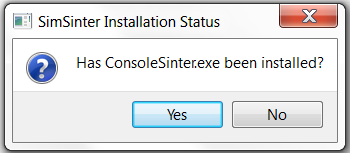 SimSinter Installation Status
Has ConsoleSinter.exe been installed?
Yes
No